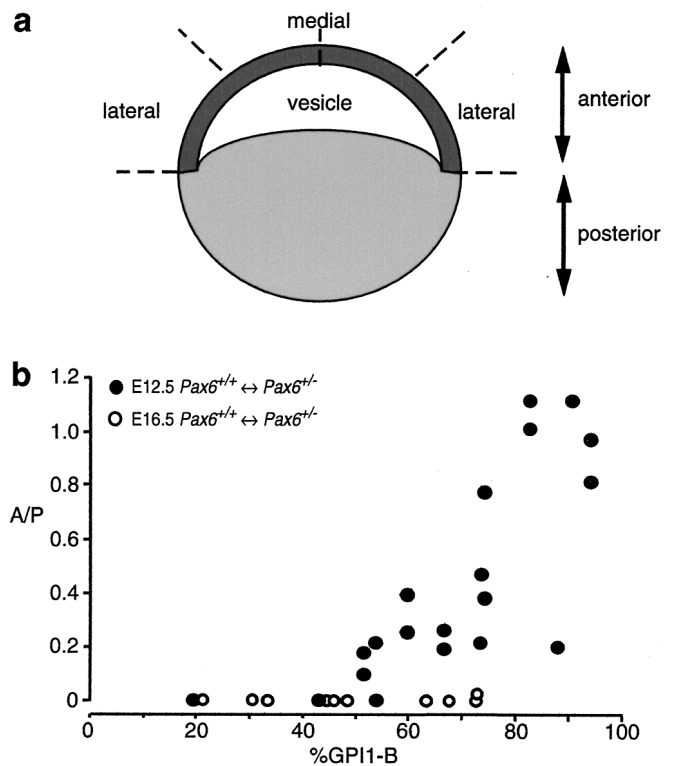 a
medial
lateral vesicle lateral
anterior
posterior
b
1.2
1.0
0.8
A/P
0.6
0.4
0.2
0
E12.5 Pax6+/+ ↔ Pax6+/-
E16.5 Pax6+/+ ↔ Pax6+/-
0 20 40 60 80 100
%GPI1-B